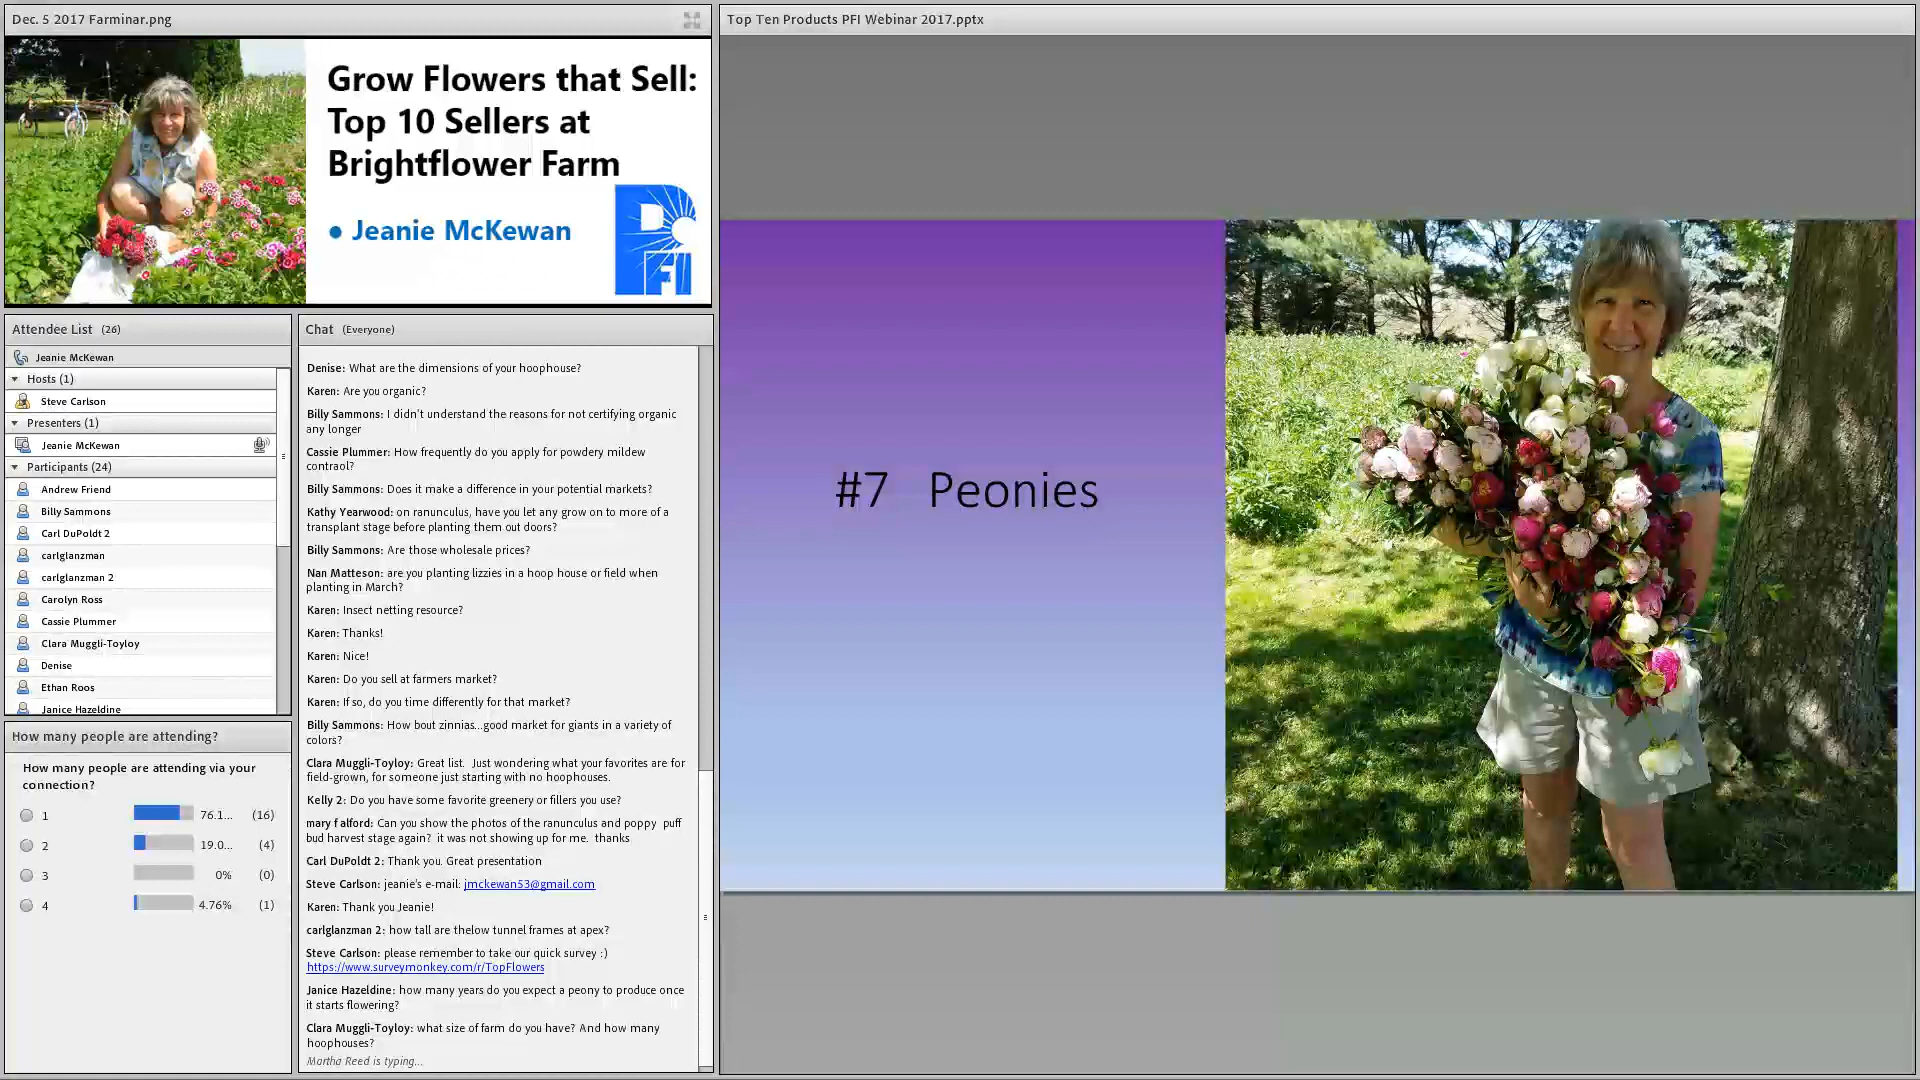 Dec. 5 2017 Farminar.png
Grow Flowers that Sell:
Top 10 Sellers at
Brightflower Farm
• Jeanie McKewan
PFI
Attendee List (26)
Jeanie McKewan
Hosts (1)
Steve Carlson
Presenters (1)
Jeanie McKewan
Participants (24)
Andrew Friend
Billy Sammons
Carl DuPoldt 2
carlglanzman
carlglanzman 2
Carolyn Ross
Cassie Plummer
Clara Muggli-Toyloy
Denise
Ethan Roos
Janice Hazeldine
How many people are attending?
How many people are attending via your
connection?
1 76.1... (16)
2 19.0... (4)
3 0% (0)
4 4.76% (1)
Chat (Everyone)
Denise: What are the dimensions of your hoophouse?
Karen: Are you organic?
Billy Sammons: I didn't understand the reasons for not certifying organic
any longer
Cassie Plummer: How frequently do you apply for powdery mildew
contraol?
Billy Sammons: Does it make a difference in your potential markets?
Kathy Yearwood: on ranunculus, have you let any grow on to more of a
transplant stage before planting them out doors?
Billy Sammons: Are those wholesale prices?
Nan Matteson: are you planting lizzies in a hoop house or field when
planting in March?
Karen: Insect netting resource?
Karen: Thanks!
Karen: Nice!
Karen: Do you sell at farmers market?
Karen: If so, do you time differently for that market?
Billy Sammons: How bout zinnias...good market for giants in a variety of
colors?
Clara Muggli-Toyloy: Great list. Just wondering what your favorites are for
field-grown, for someone just starting with no hoophouses.
Kelly 2: Do you have some favorite greenery or fillers you use?
mary f alford: Can you show the photos of the ranunculus and poppy puff
bud harvest stage again? it was not showing up for me. thanks
Carl DuPoldt 2: Thank you. Great presentation
Steve Carlson: jeanie's e-mail: jmckewan53@gmail.com
Karen: Thank you Jeanie!
carlglanzman 2: how tall are thelow tunnel frames at apex?
Steve Carlson: please remember to take our quick survey :)
https://www.surveymonkey.com/r/TopFlowers
Janice Hazeldine: how many years do you expect a peony to produce once
it starts flowering?
Clara Muggli-Toyloy: what size of farm do you have? And how many
hoophouses?
Martha Reed is typing...
Top Ten Products PFI Webinar 2017.pptx
#7 Peonies